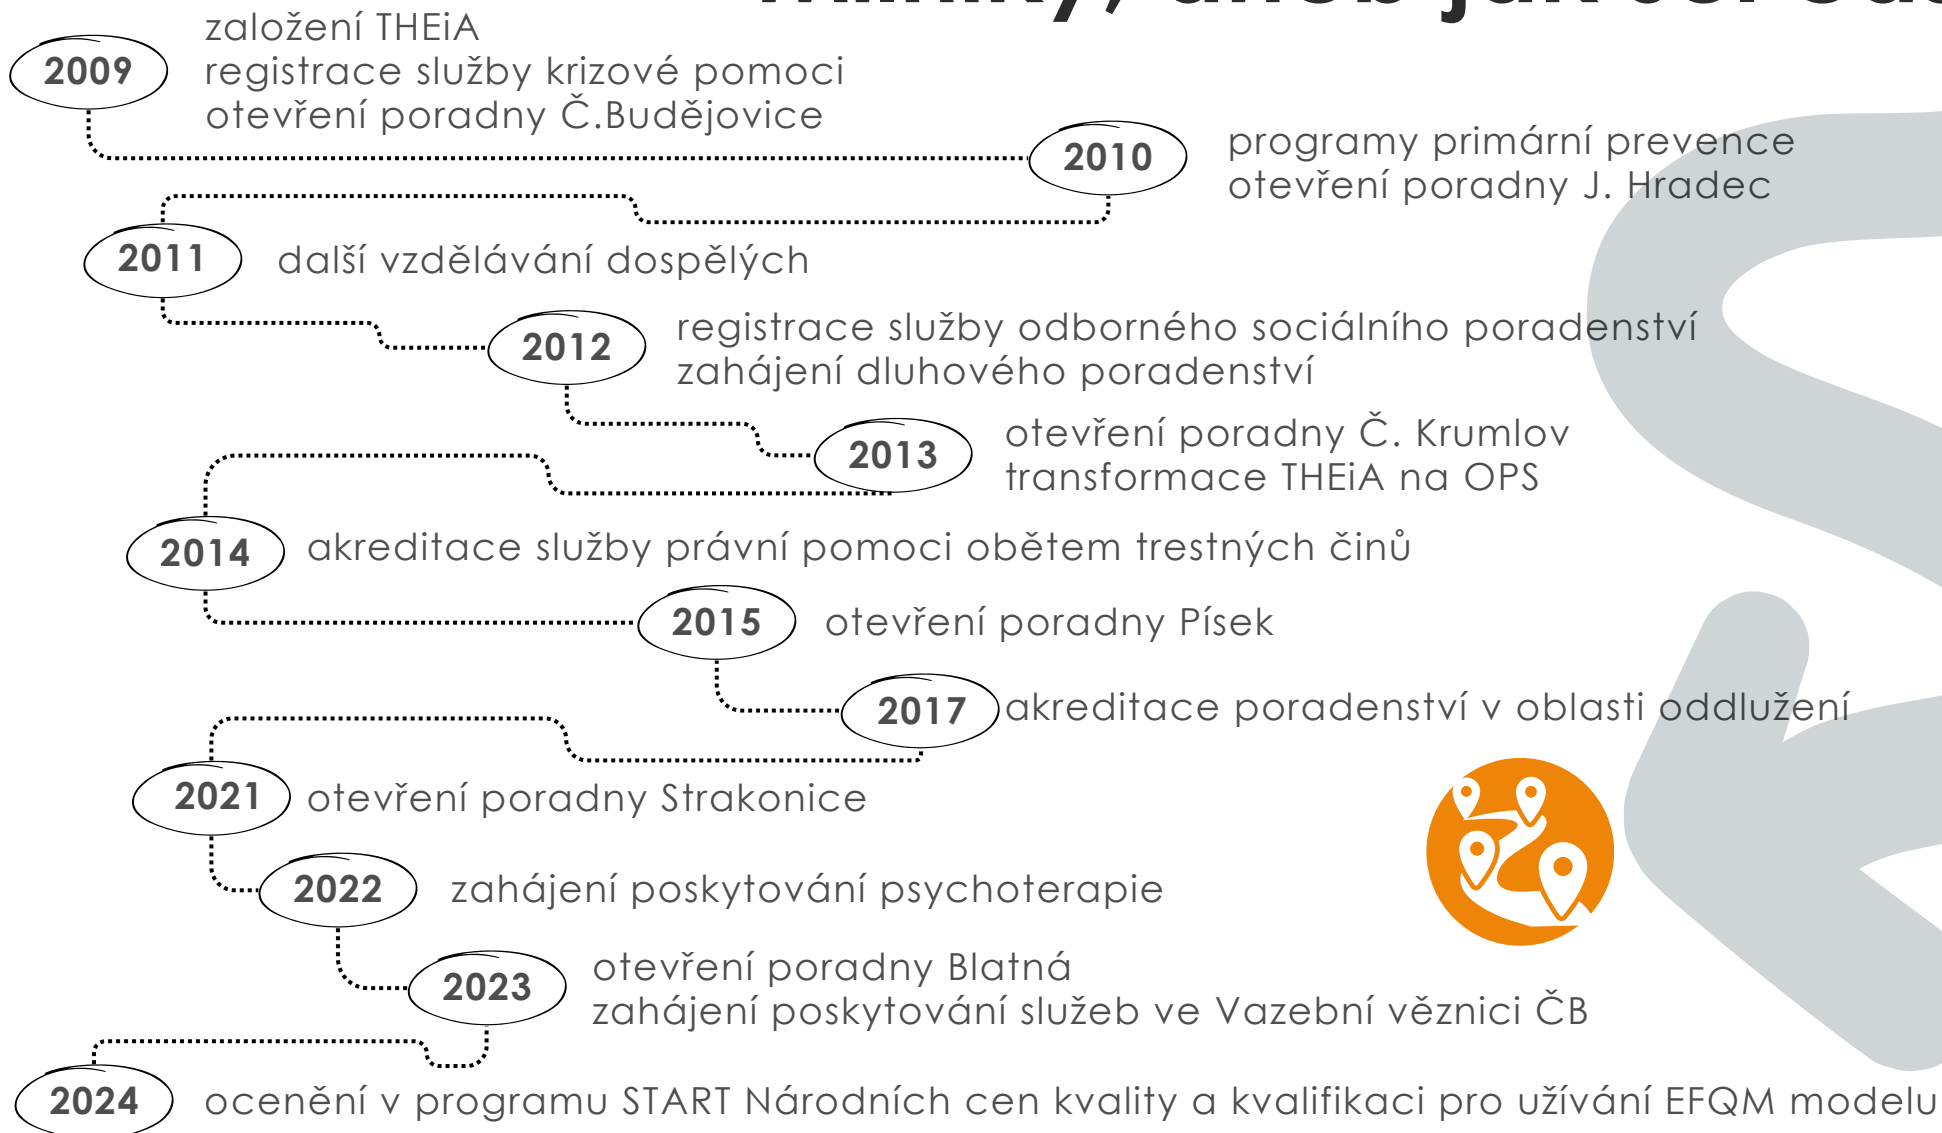 2009
založení THEiA
registrace služby krizové pomoci
otevření poradny Č.Budějovice
2010
programy primární prevence
otevření poradny J. Hradec
2011
další vzdělávání dospělých
2012
registrace služby odborného sociálního poradenství
zahájení dluhového poradenství
2013
otevření poradny Č. Krumlov
transformace THEiA na OPS
2014
akreditace služby právní pomoci obětem trestných činů
2015
otevření poradny Písek
2017
akreditace poradenství v oblasti oddlužení
2021
otevření poradny Strakonice
2022
zahájení poskytování psychoterapie
2023
otevření poradny Blatná
zahájení poskytování služeb ve Vazební věznici ČB
2024
ocenění v programu START Národních cen kvality a kvalifikaci pro užívání EFQM modelu